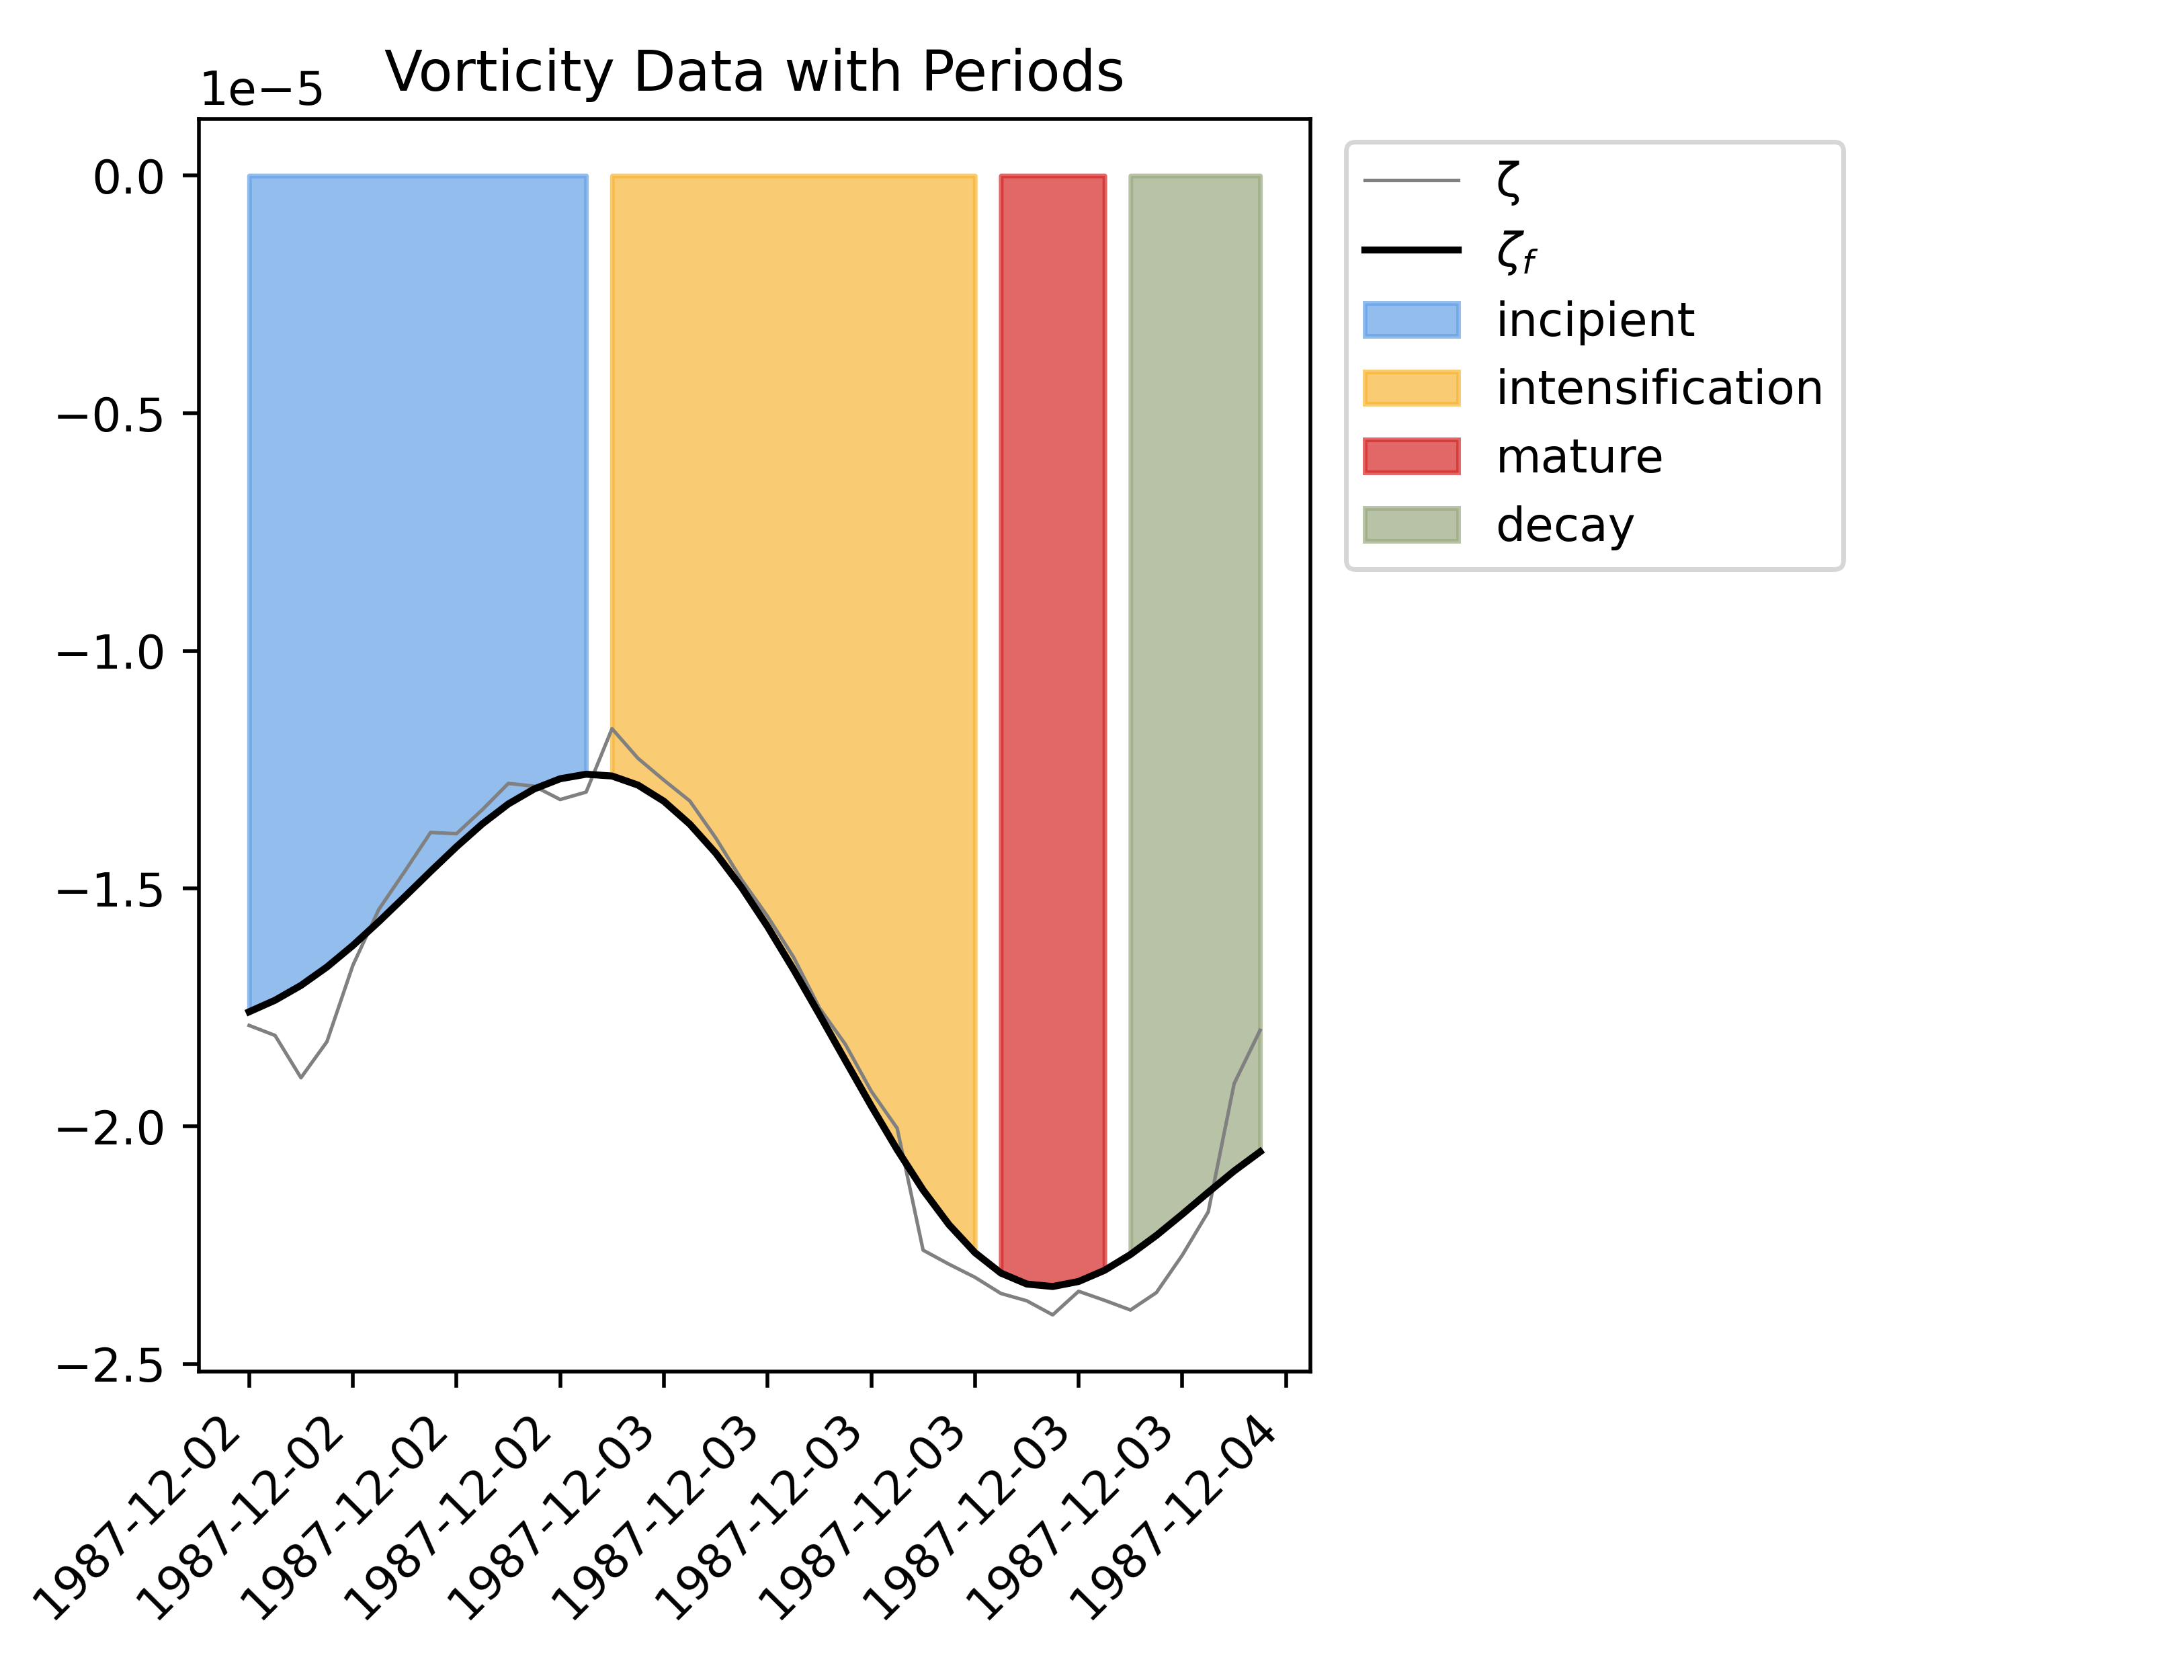 Vorticity Data with Periods
1e−5
0.0
−0.5
−1.0
−1.5
−2.0
−2.5
1987-12-02
1987-12-02
1987-12-02
1987-12-02
1987-12-03
1987-12-03
1987-12-03
1987-12-03
1987-12-03
1987-12-03
1987-12-04
ζ
ζf
incipient
intensification
mature
decay